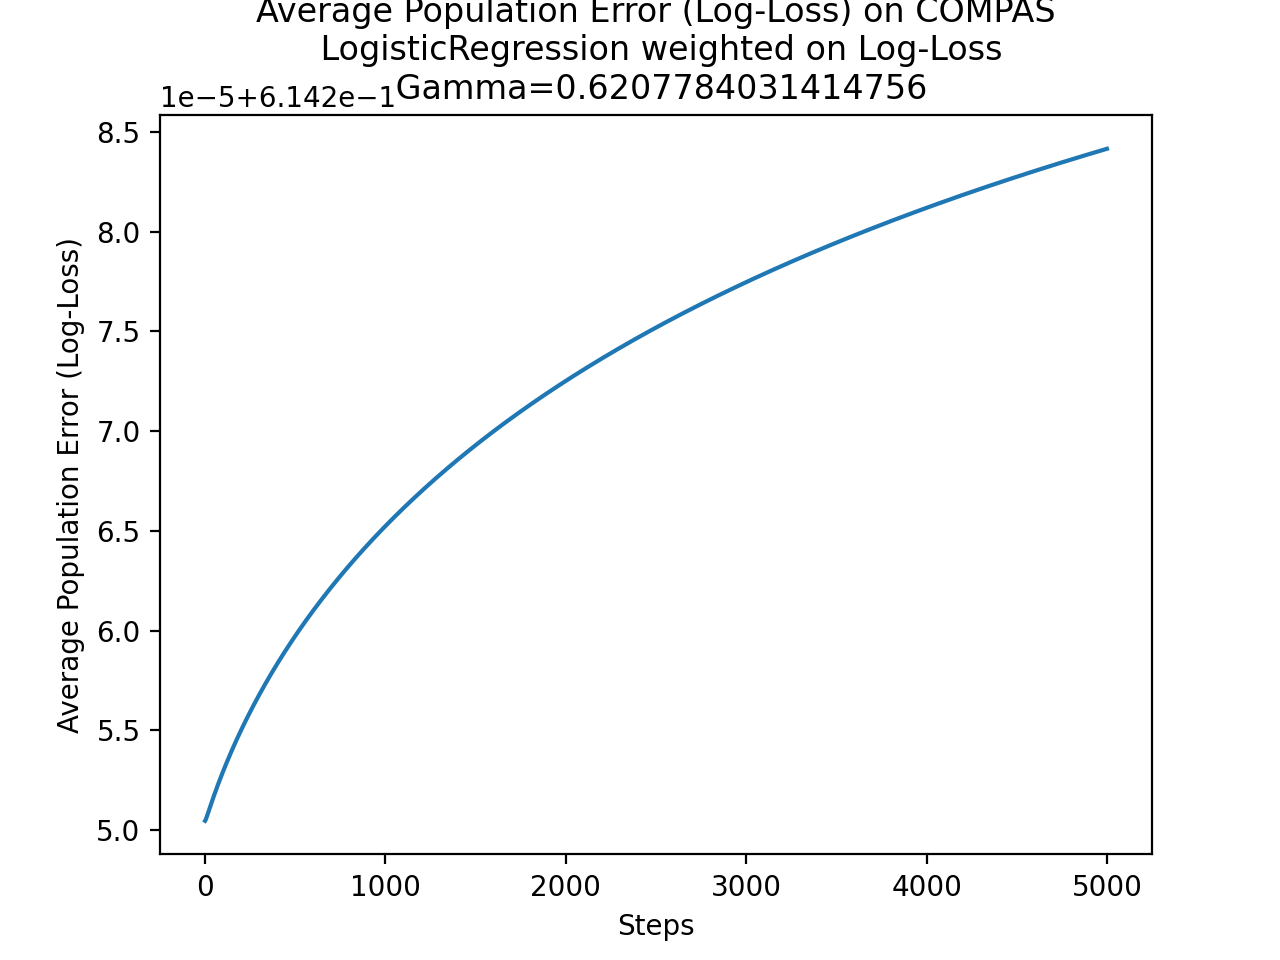 Average Population Error (Log-Loss) on COMPAS
LogisticRegression weighted on Log-Loss
Gamma=0.6207784031414756
1e−5+6.142e−1
8.5
8.0
7.5
7.0
6.5
6.0
5.5
5.0
Average Population Error (Log-Loss)
0 1000 2000 3000 4000 5000
Steps